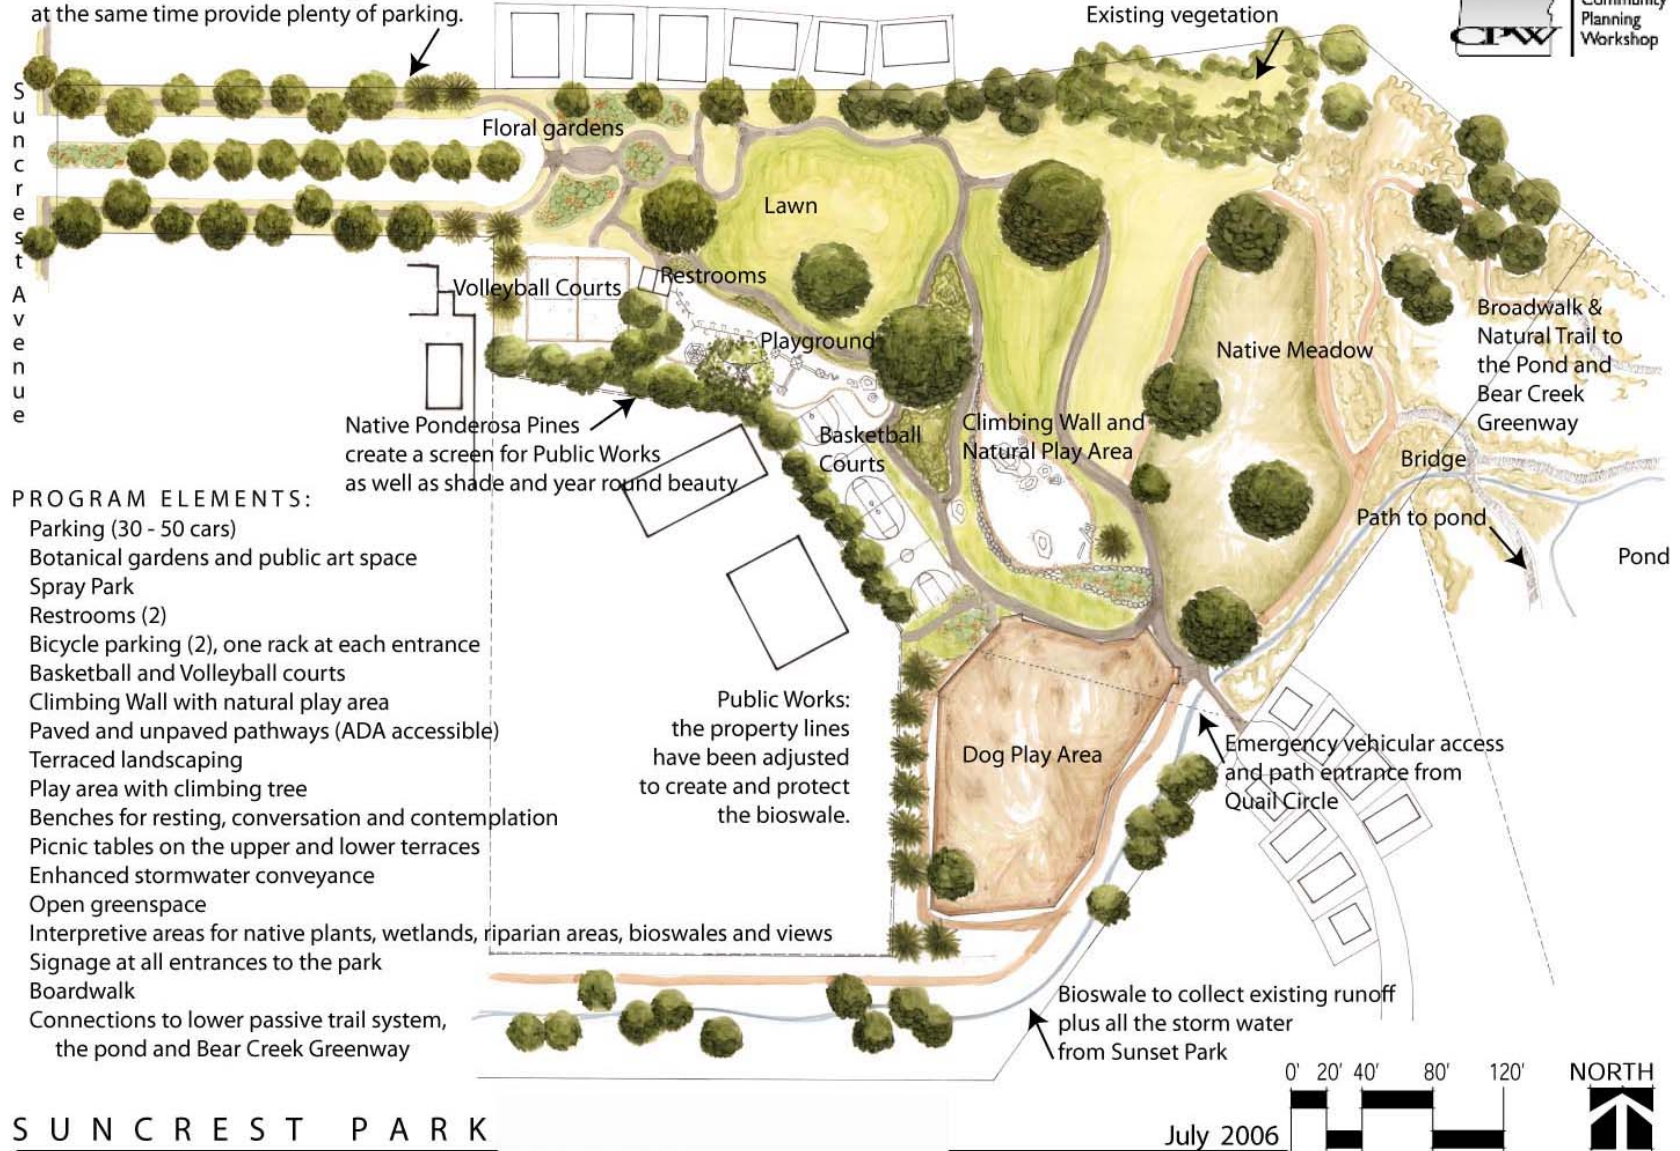 at the same time provide plenty of parking.
Existing vegetation
Community
Planning
Workshop
CPW
Suncrest Avenue
Floral gardens
Lawn
Volleyball Courts
Restrooms
Playground
Native Meadow
Broadwalk &
Natural Trail to
the Pond and
Bear Creek
Greenway
Native Ponderosa Pines
create a screen for Public Works
as well as shade and year round beauty
Basketball
Courts
Climbing Wall and
Natural Play Area
Bridge
Path to pond
Pond
PROGRAM ELEMENTS:
Parking (30 - 50 cars)
Botanical gardens and public art space
Spray Park
Restrooms (2)
Bicycle parking (2), one rack at each entrance
Basketball and Volleyball courts
Climbing Wall with natural play area
Paved and unpaved pathways (ADA accessible)
Terraced landscaping
Play area with climbing tree
Benches for resting, conversation and contemplation
Picnic tables on the upper and lower terraces
Enhanced stormwater conveyance
Open greenspace
Interpretive areas for native plants, wetlands, riparian areas, bioswales and views
Signage at all entrances to the park
Boardwalk
Connections to lower passive trail system,
the pond and Bear Creek Greenway
Public Works:
the property lines
have been adjusted
to create and protect
the bioswale.
Dog Play Area
Emergency vehicular access
and path entrance from
Quail Circle
Bioswale to collect existing runoff
plus all the storm water
from Sunset Park
0' 20' 40' 80' 120'
NORTH
SUNCREST PARK
July 2006